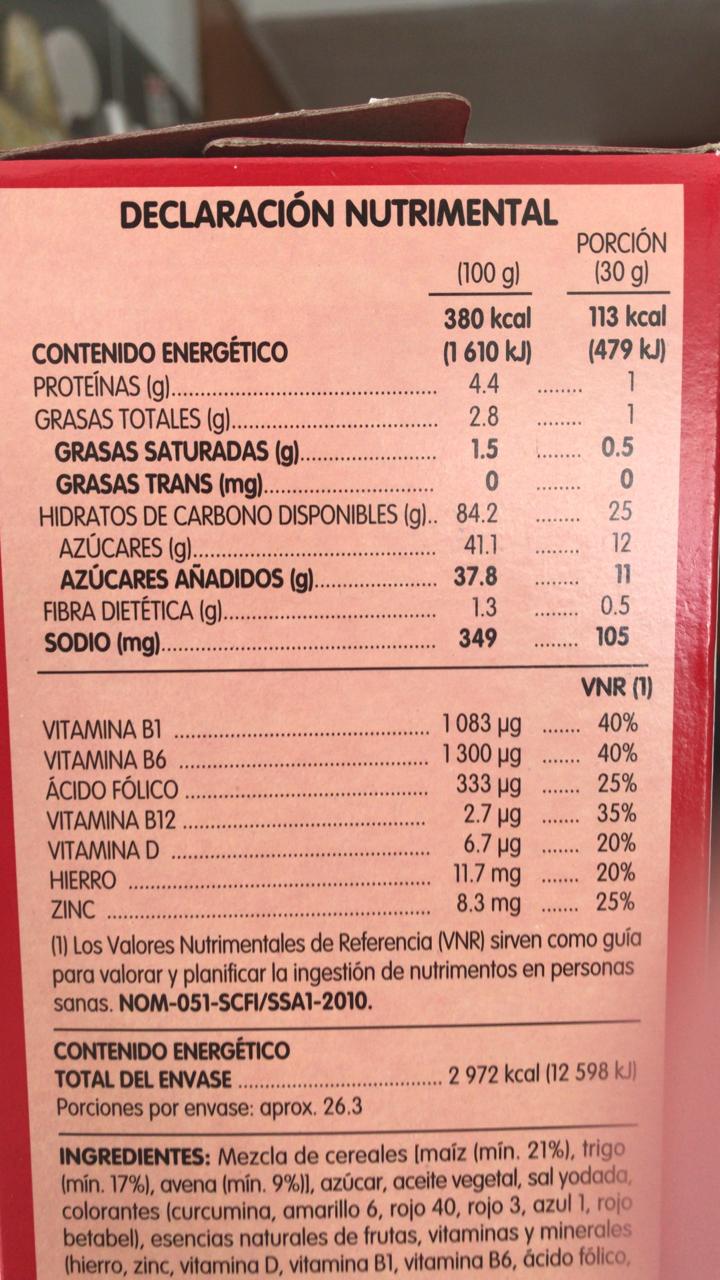 DECLARACIÓN NUTRIMENTAL
PORCIÓN
(100 g) (30 g)
380 kcal 113 kcal
CONTENIDO ENERGÉTICO (1 610 kJ) (479 kJ)
PROTEÍNAS (g)........ 4.4 ........ 1
GRASAS TOTALES (g)........ 2.8 ........ 1
GRASAS SATURADAS (g)........ 1.5 ........ 0.5
GRASAS TRANS (mg)........ 0 ........ 0
HIDRATOS DE CARBONO DISPONIBLES (g).. 84.2 ........ 25
AZÚCARES (g)........ 41.1 ........ 12
AZÚCARES AÑADIDOS (g)........ 37.8 ........ 11
FIBRA DIETÉTICA (g)........ 1.3 ........ 0.5
SODIO (mg)........ 349 ........ 105
VNR (1)
VITAMINA B1 ........ 1 083 µg ....... 40%
VITAMINA B6 ........ 1 300 µg ....... 40%
ÁCIDO FÓLICO ........ 333 µg ....... 25%
VITAMINA B12 ........ 2.7 µg ....... 35%
VITAMINA D ........ 6.7 µg ....... 20%
HIERRO ........ 11.7 mg ....... 20%
ZINC ........ 8.3 mg ....... 25%
(1) Los Valores Nutrimentales de Referencia (VNR) sirven como guía
para valorar y planificar la ingestión de nutrimentos en personas
sanas. NOM-051-SCFI/SSA1-2010.
CONTENIDO ENERGÉTICO
TOTAL DEL ENVASE ........ 2 972 kcal (12 598 kJ)
Porciones por envase: aprox. 26.3
INGREDIENTES: Mezcla de cereales [maíz (mín. 21%), trigo
(mín. 17%), avena (mín. 9%)], azúcar, aceite vegetal, sal yodada,
colorantes (curcumina, amarillo 6, rojo 40, rojo 3, azul 1, rojo
betabel), esencias naturales de frutas, vitaminas y minerales
(hierro, zinc, vitamina D, vitamina B1, vitamina B6, ácido fólico,